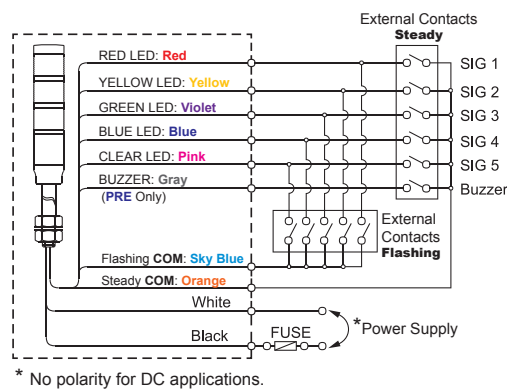 External Contacts
Steady
RED LED: Red
SIG 1
YELLOW LED: Yellow
SIG 2
GREEN LED: Violet
SIG 3
BLUE LED: Blue
SIG 4
CLEAR LED: Pink
SIG 5
BUZZER: Gray
Buzzer
(PRE Only)
External
Contacts
Flashing
Flashing COM: Sky Blue
Steady COM: Orange
White
*Power Supply
Black
FUSE
* No polarity for DC applications.